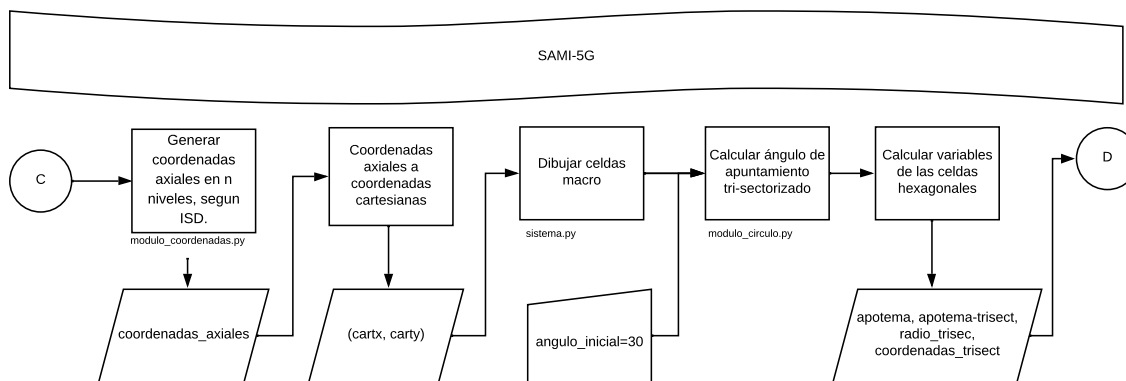 SAMI-5G
C
Generar
coordenadas
axiales en n
niveles, segun
ISD.
modulo_coordenadas.py
coordenadas_axiales
Coordenadas
axiales a
coordenadas
cartesianas
(cartx, carty)
Dibujar celdas
macro
sistema.py
angulo_inicial=30
Calcular ángulo de
apuntamiento
tri-sectorizado
modulo_circulo.py
Calcular variables
de las celdas
hexagonales
apotema, apotema-trisect,
radio_trisec,
coordenadas_trisect
D